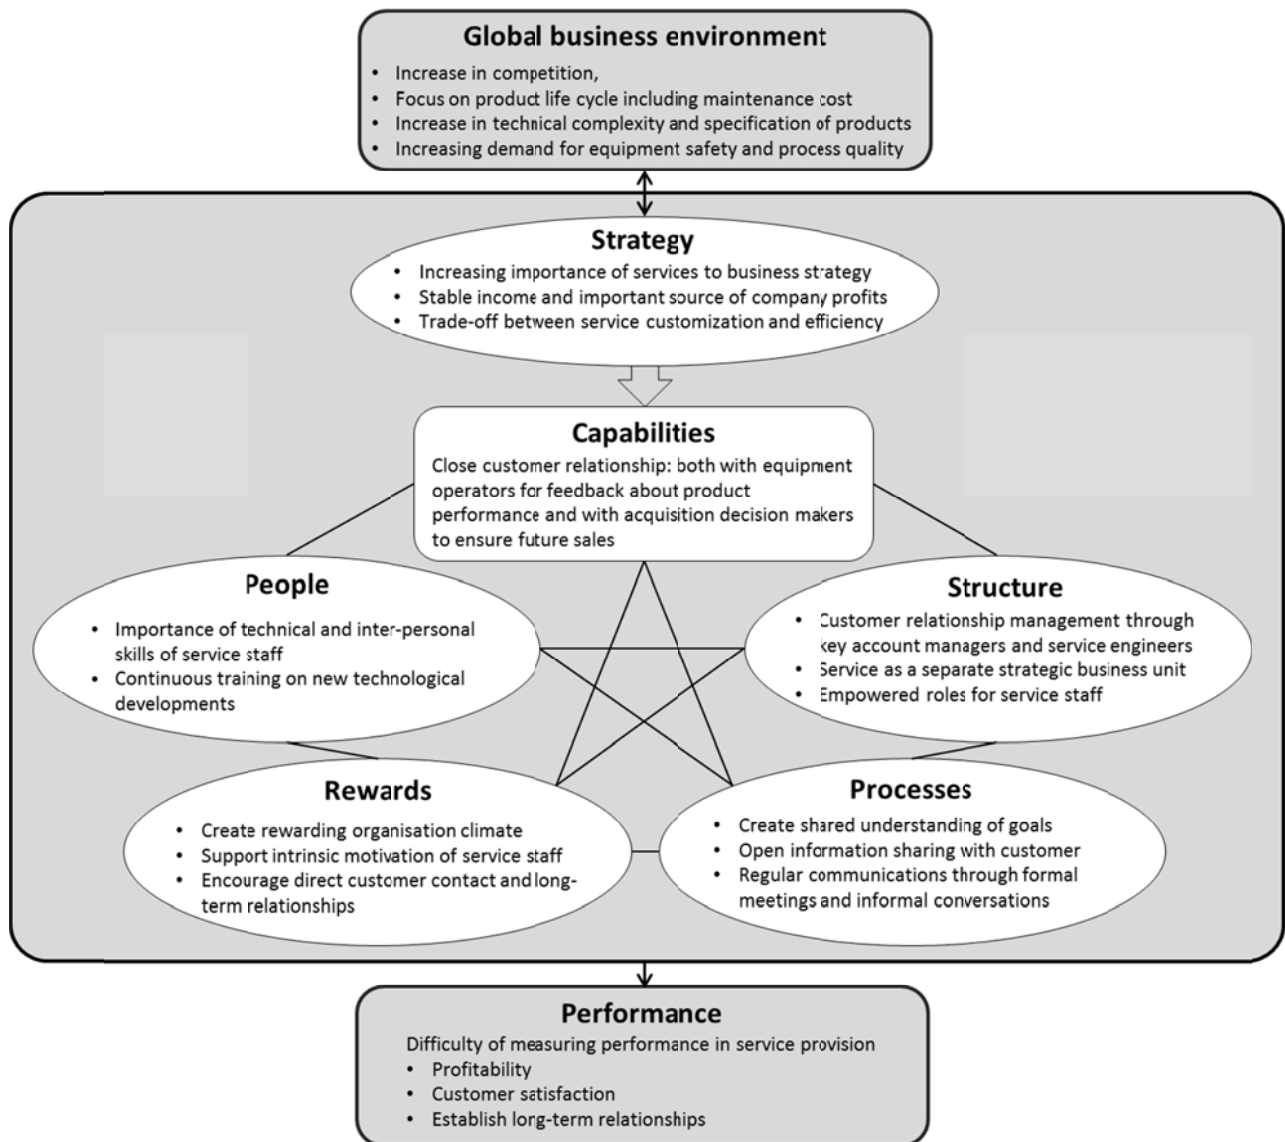 Global business environment
• Increase in competition,
• Focus on product life cycle including maintenance cost
• Increase in technical complexity and specification of products
• Increasing demand for equipment safety and process quality
Strategy
• Increasing importance of services to business strategy
• Stable income and important source of company profits
• Trade-off between service customization and efficiency
Capabilities
Close customer relationship: both with equipment
operators for feedback about product
performance and with acquisition decision makers
to ensure future sales
People
• Importance of technical and inter-personal
skills of service staff
• Continuous training on new technological
developments
Structure
• Customer relationship management through
key account managers and service engineers
• Service as a separate strategic business unit
• Empowered roles for service staff
Rewards
• Create rewarding organisation climate
• Support intrinsic motivation of service staff
• Encourage direct customer contact and long-
term relationships
Processes
• Create shared understanding of goals
• Open information sharing with customer
• Regular communications through formal
meetings and informal conversations
Performance
Difficulty of measuring performance in service provision
• Profitability
• Customer satisfaction
• Establish long-term relationships